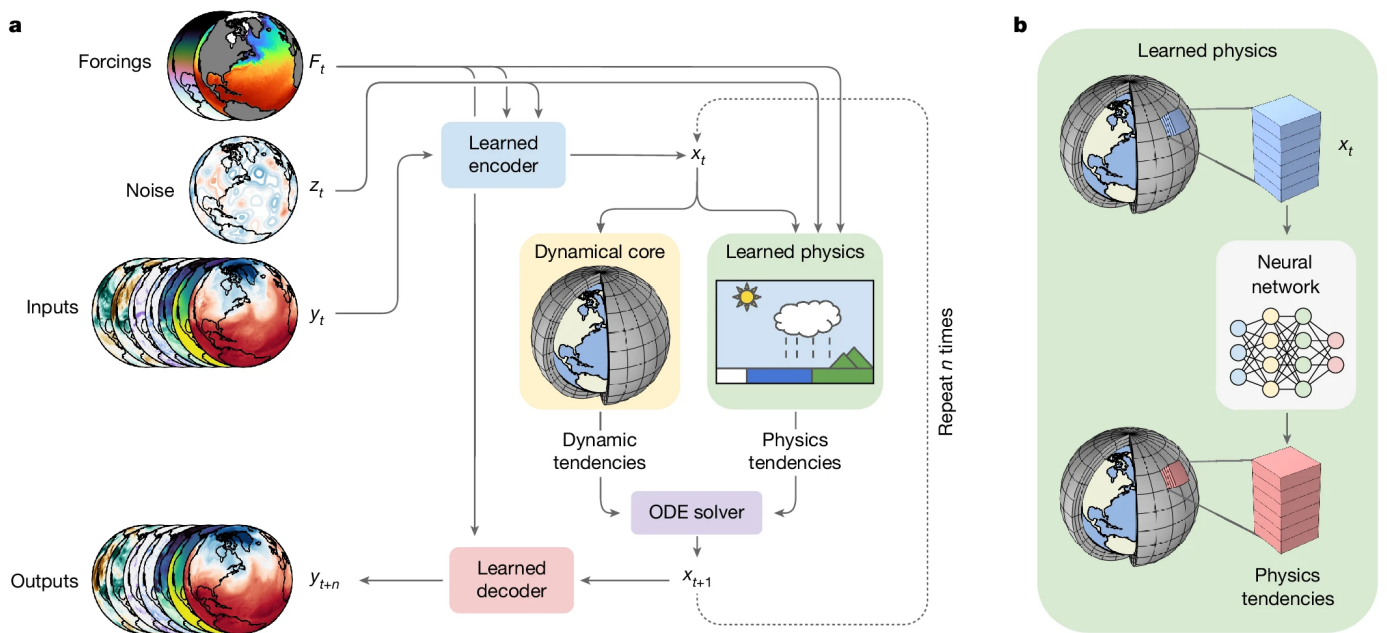 a
Forcings
F_t
Noise
z_t
Inputs
y_t
Learned
encoder
x_t
Dynamical core
Learned physics
Dynamic
tendencies
Physics
tendencies
Repeat n times
ODE solver
Outputs
y_{t+n}
Learned
decoder
x_{t+1}
b
Learned physics
x_t
Neural
network
Physics
tendencies